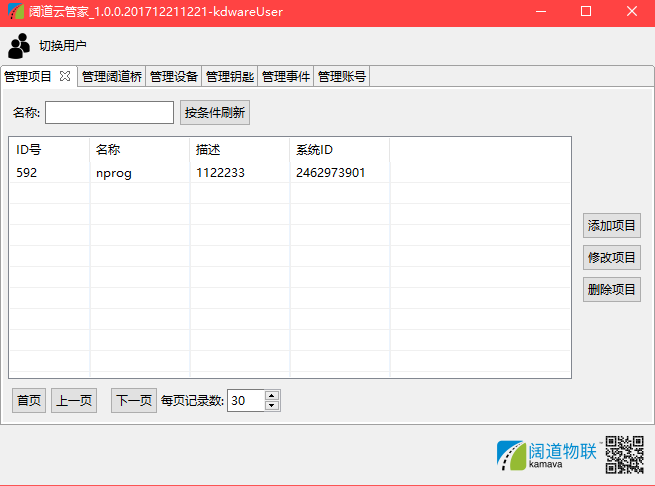 阔道云管家_1.0.0.201712211221-kdwareUser
切换用户
管理项目 管理阔道桥 管理设备 管理钥匙 管理事件 管理账号
名称: 按条件刷新
ID号 名称 描述 系统ID
592 nprog 1122233 2462973901
添加项目
修改项目
删除项目
首页 上一页 下一页 每页记录数: 30
阔道物联
kamava